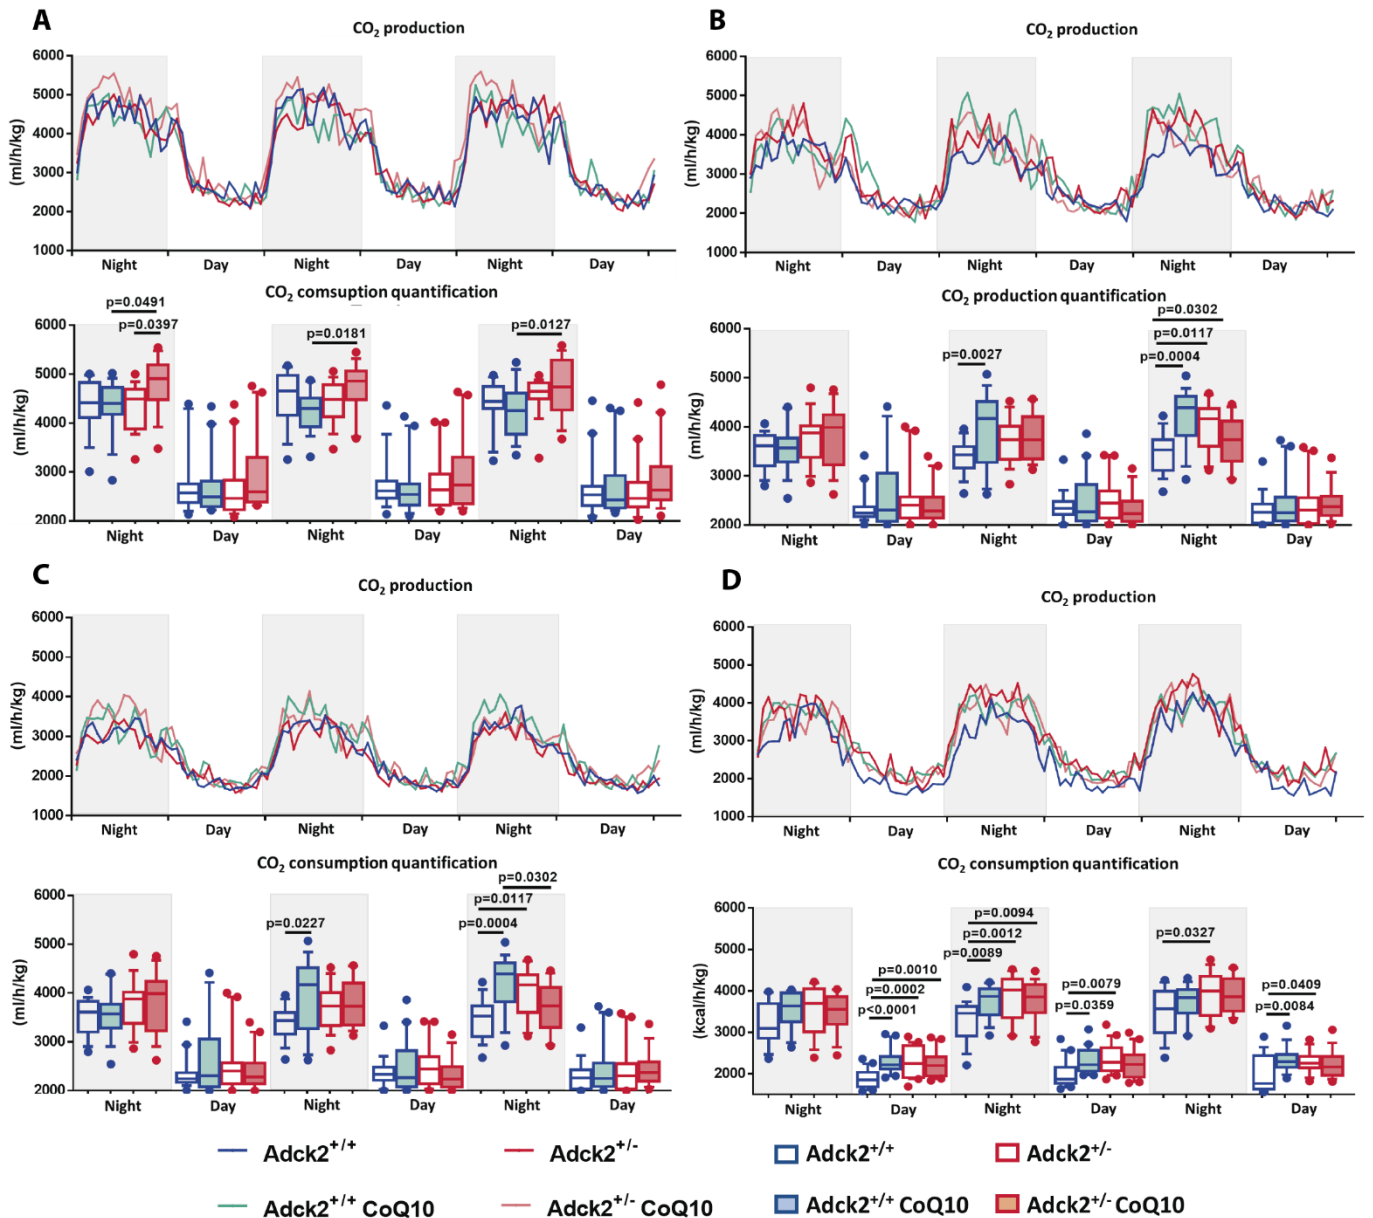 A
CO2 production
6000
5000
4000
3000
2000
1000
(ml/h/kg)
Night Day Night Day Night Day
CO2 comsuption quantification
p=0.0491
p=0.0397
p=0.0181
p=0.0127
6000
5000
4000
3000
2000
(ml/h/kg)
Night Day Night Day Night Day
B
CO2 production
6000
5000
4000
3000
2000
1000
(ml/h/kg)
Night Day Night Day Night Day
CO2 production quantification
p=0.0302
p=0.0117
p=0.0027
p=0.0004
6000
5000
4000
3000
2000
(ml/h/kg)
Night Day Night Day Night Day
C
CO2 production
6000
5000
4000
3000
2000
1000
(ml/h/kg)
Night Day Night Day Night Day
CO2 consumption quantification
p=0.0302
p=0.0117
p=0.0227
p=0.0004
6000
5000
4000
3000
2000
(ml/h/kg)
Night Day Night Day Night Day
D
CO2 production
6000
5000
4000
3000
2000
1000
(ml/h/kg)
Night Day Night Day Night Day
CO2 consumption quantification
p=0.0094
p=0.0012
p=0.0089
p=0.0327
p=0.0010
p=0.0002
p<0.0001
p=0.0079
p=0.0359
p=0.0409
p=0.0084
6000
4000
3000
2000
(kcal/h/kg)
Night Day Night Day Night Day
Adck2+/+ Adck2+/- Adck2+/+ Adck2+/-
Adck2+/+ CoQ10 Adck2+/- CoQ10 Adck2+/+ CoQ10 Adck2+/- CoQ10